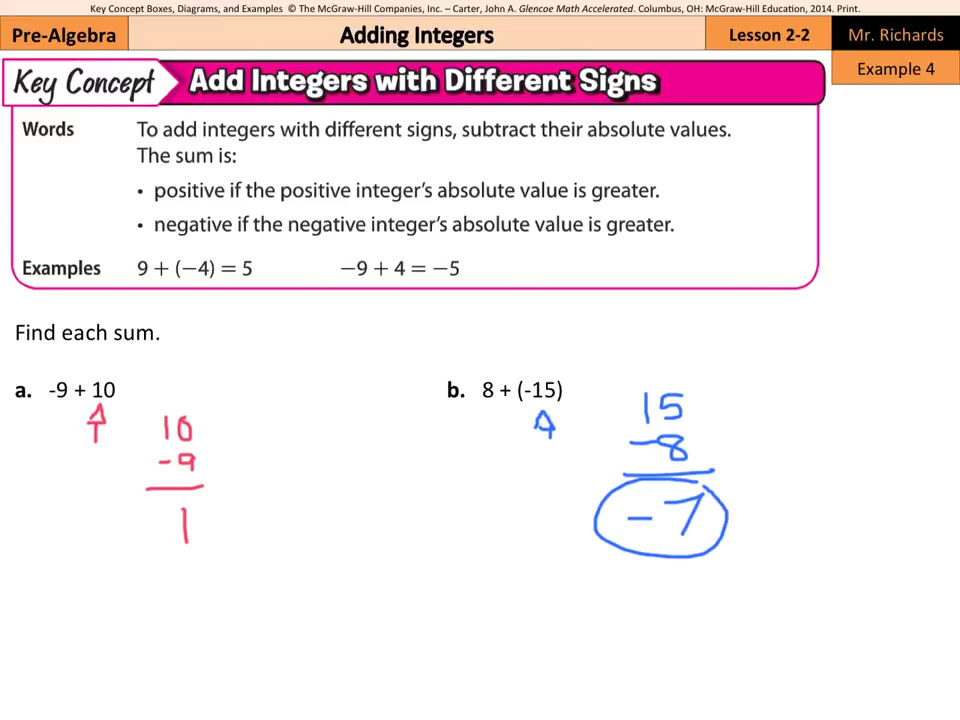 Key Concept Boxes, Diagrams, and Examples © The McGraw-Hill Companies, Inc. – Carter, John A. Glencoe Math Accelerated. Columbus, OH: McGraw-Hill Education, 2014. Print.
Pre-Algebra
Adding Integers
Lesson 2-2
Mr. Richards
Example 4
Key Concept
Add Integers with Different Signs
Words
To add integers with different signs, subtract their absolute values.
The sum is:
• positive if the positive integer's absolute value is greater.
• negative if the negative integer's absolute value is greater.
Examples
9 + (−4) = 5
−9 + 4 = −5
Find each sum.
a. -9 + 10
10
-9
1
b. 8 + (-15)
15
-8
-7